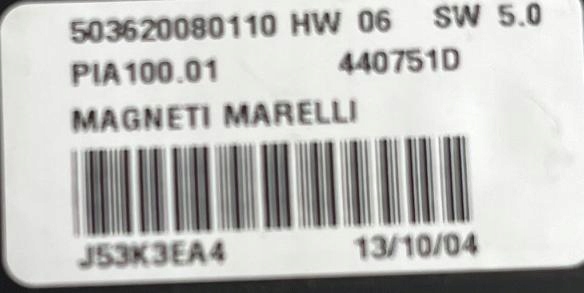 503620080110 HW 06 SW 5.0
PIA100.01 440751D
MAGNETI MARELLI
J53K3EA4 13/10/04